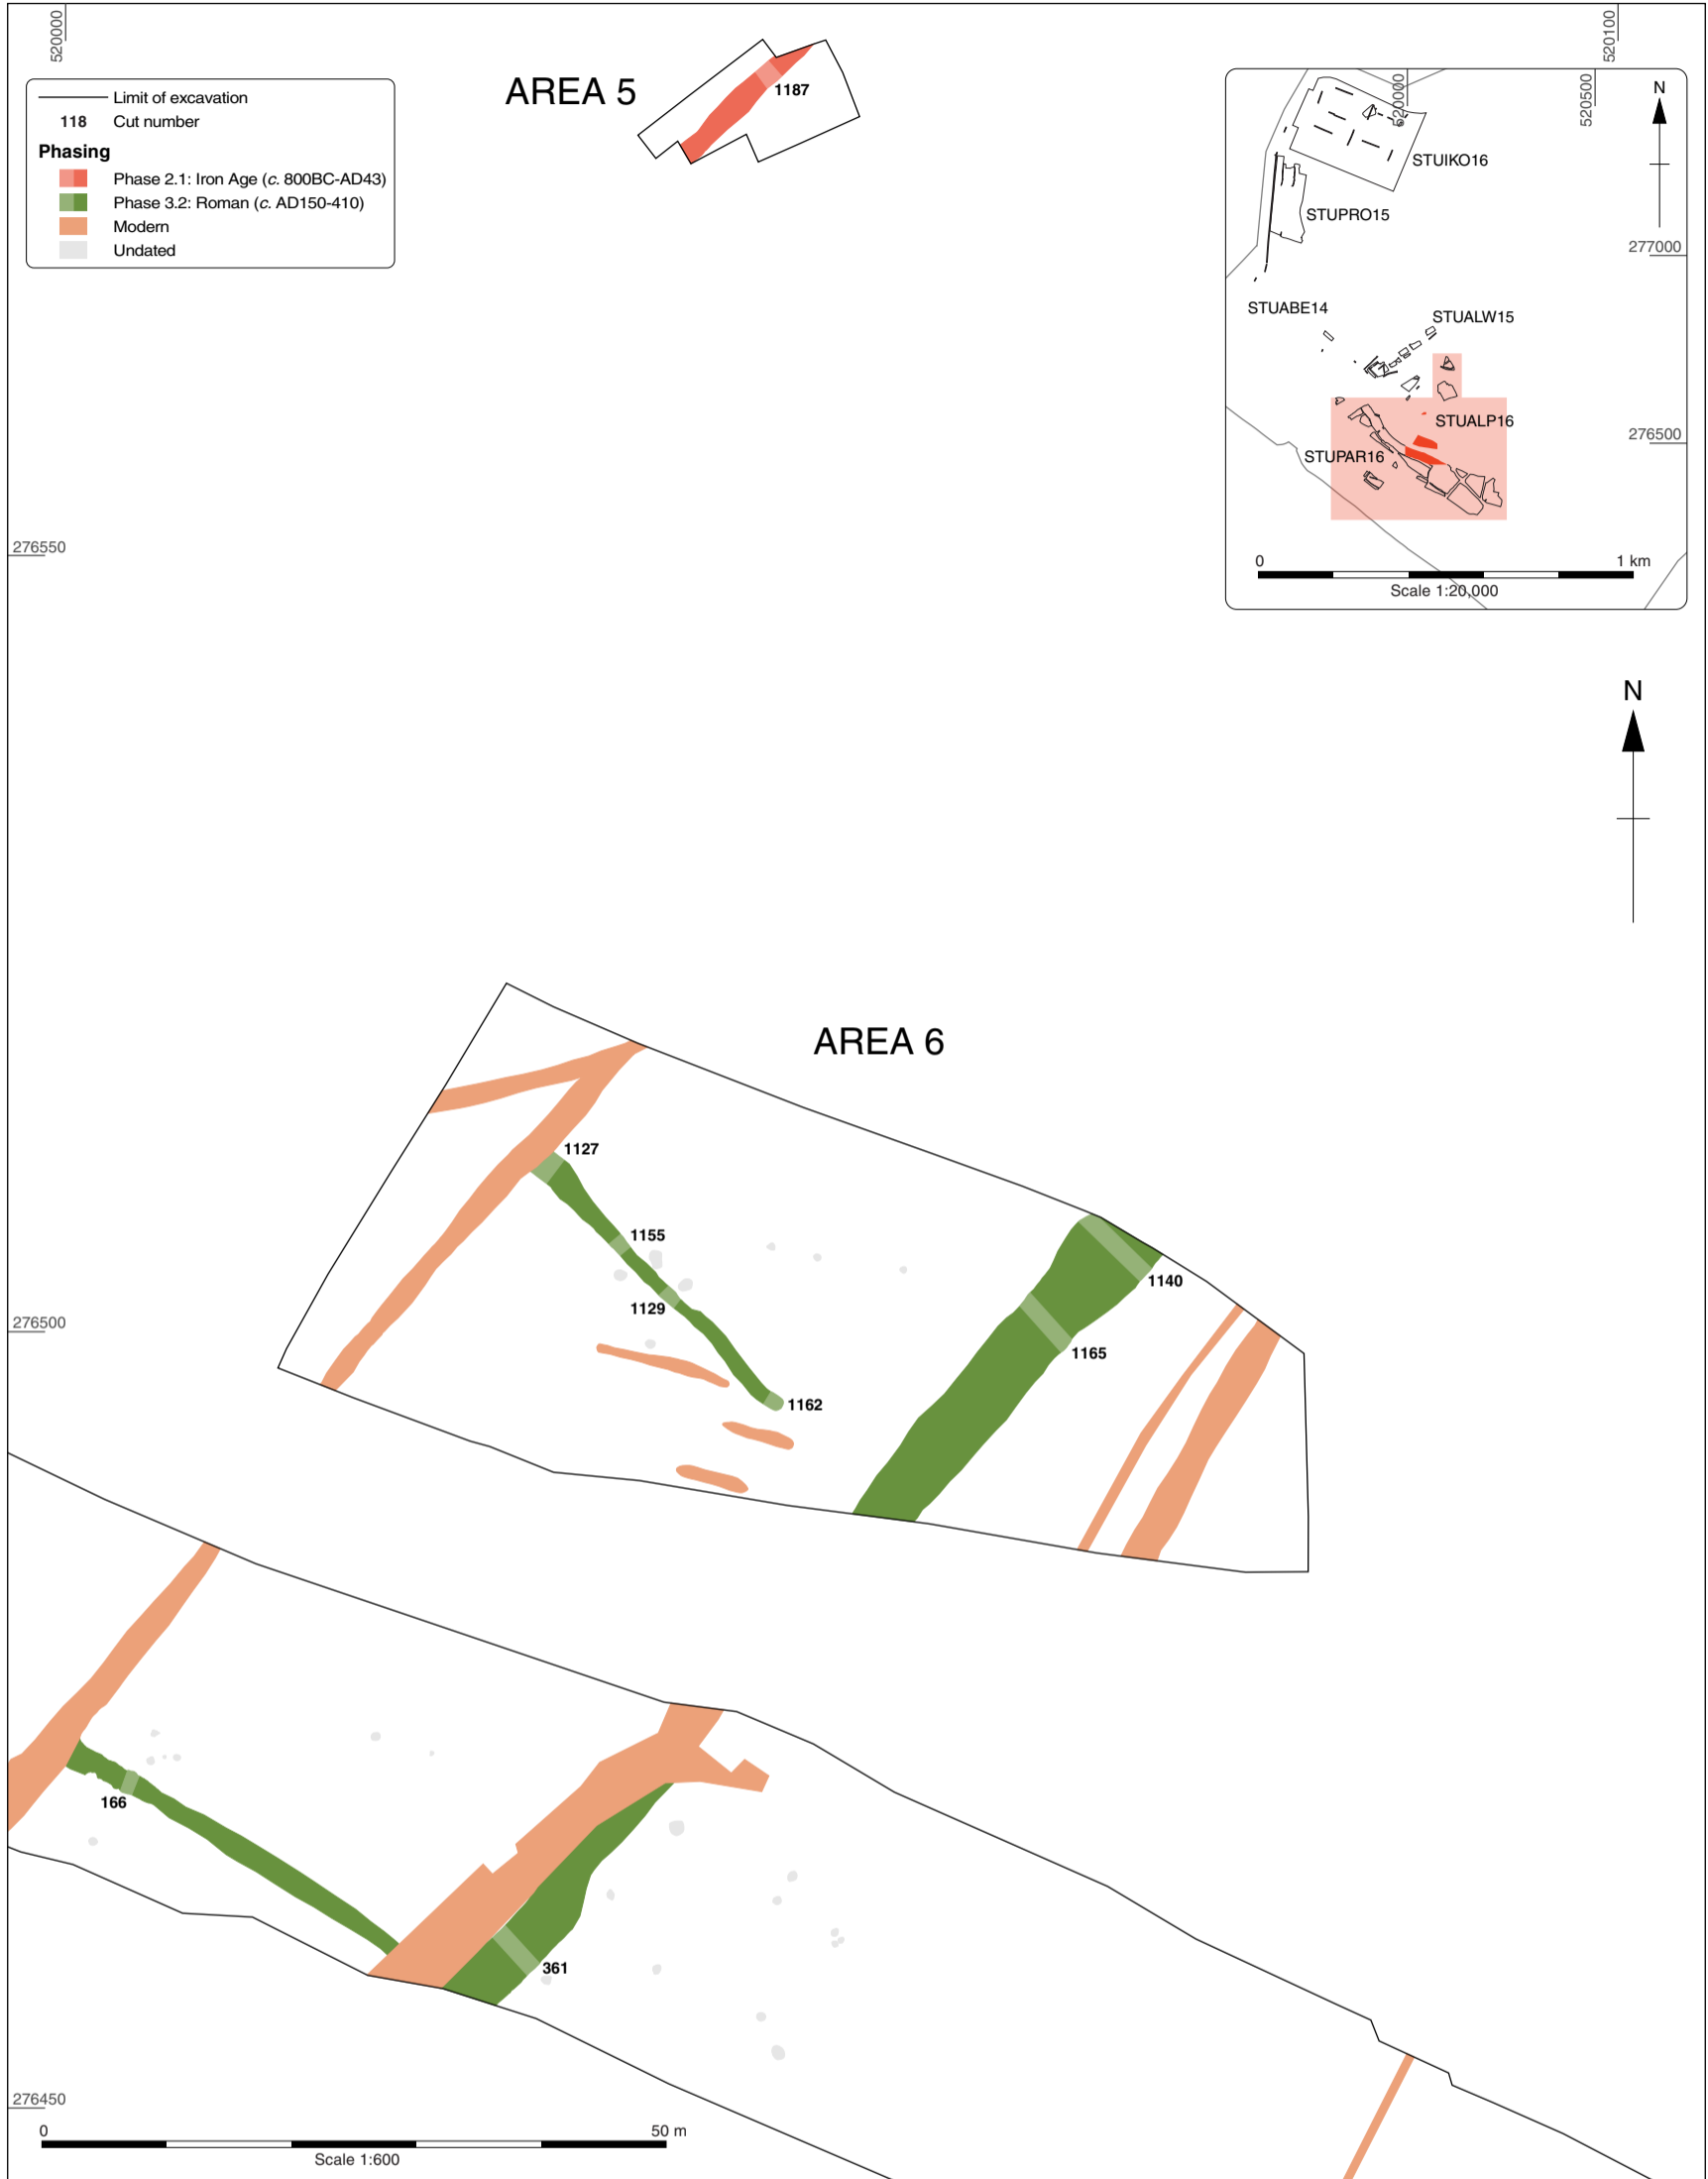 520000
520100
Limit of excavation
118 Cut number
Phasing
Phase 2.1: Iron Age (c. 800BC-AD43)
Phase 3.2: Roman (c. AD150-410)
Modern
Undated
AREA 5
1187
520000
520500
N
STUIKO16
STUPRO15
277000
STUABE14
STUALW15
STUALP16
276500
STUPAR16
0 1 km
Scale 1:20,000
276550
N
AREA 6
1127
1155
1140
1129
276500
1165
1162
166
361
276450
0 50 m
Scale 1:600